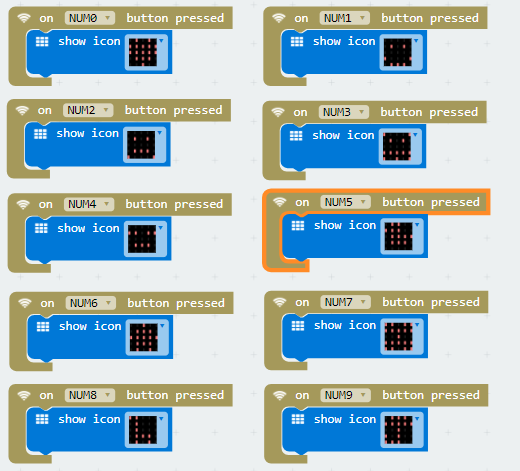 on NUM0 button pressed
show icon
on NUM1 button pressed
show icon
on NUM2 button pressed
show icon
on NUM3 button pressed
show icon
on NUM4 button pressed
show icon
on NUM5 button pressed
show icon
on NUM6 button pressed
show icon
on NUM7 button pressed
show icon
on NUM8 button pressed
show icon
on NUM9 button pressed
show icon